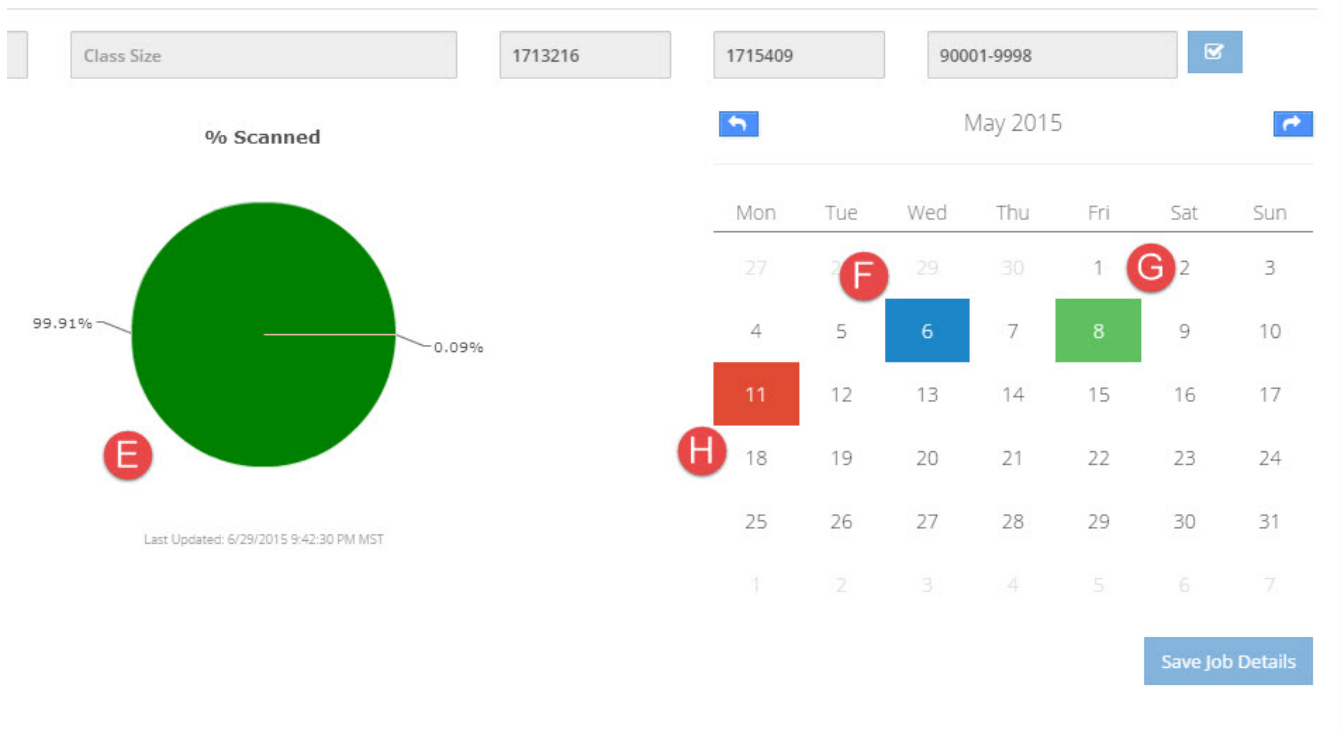 Class Size 1713216 1715409 90001-9998
% Scanned
99.91%
0.09%
E
Last Updated: 6/29/2015 9:42:30 PM MST
May 2015
Mon Tue Wed Thu Fri Sat Sun
27 2 F 29 30 1 G 2 3
4 5 6 7 8 9 10
11 12 13 14 15 16 17
H 18 19 20 21 22 23 24
25 26 27 28 29 30 31
1 2 3 4 5 6 7
Save Job Details